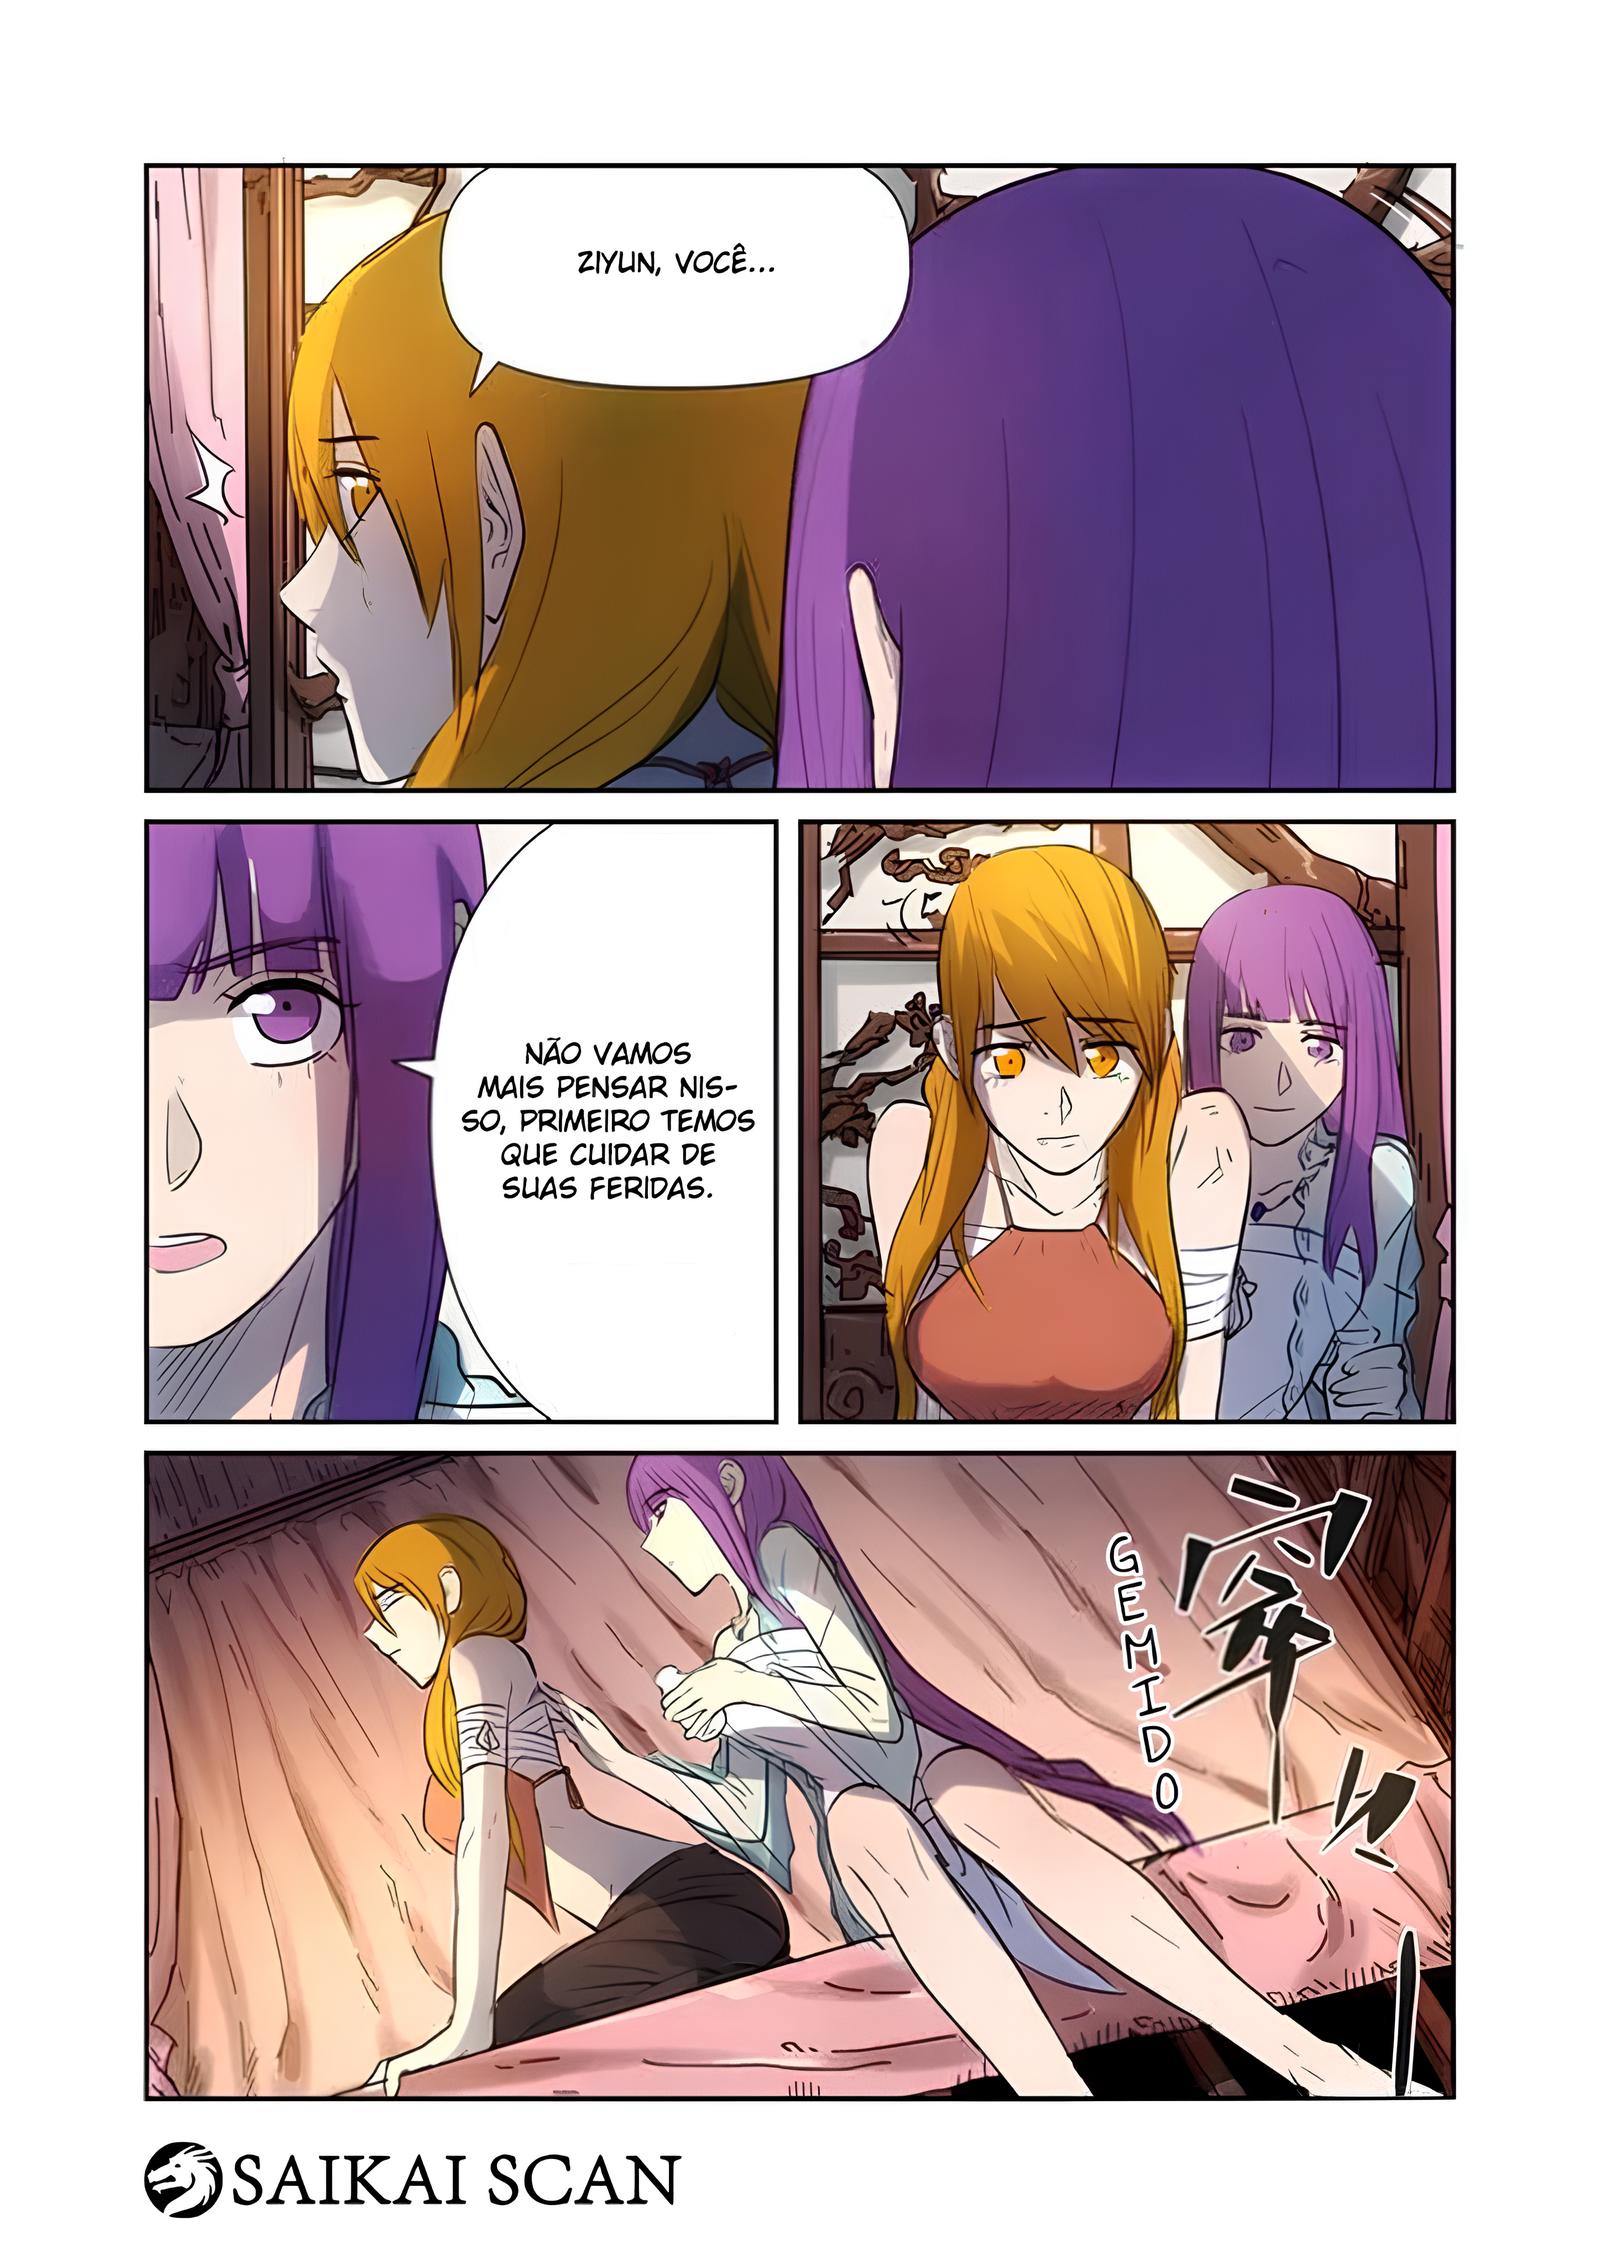 ZIYUN, VOCÊ...
NÃO VAMOS
MAIS PENSAR NIS-
SO, PRIMEIRO TEMOS
QUE CUIDAR DE
SUAS FERIDAS.
GEMIDO
SAIKAI SCAN